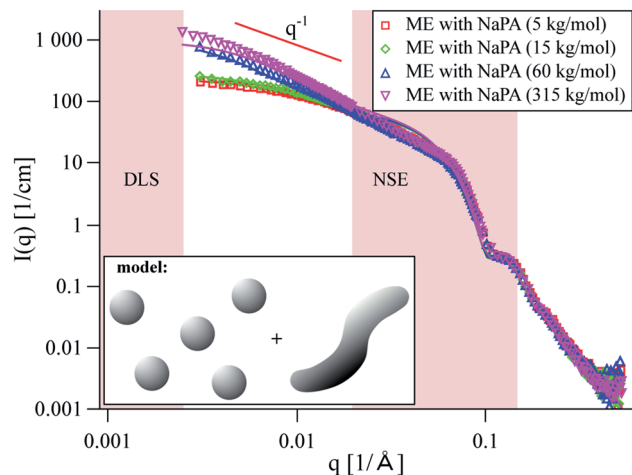 1 000
100
10
1
0.1
0.01
0.001
I(q) [1/cm]
q⁻¹
ME with NaPA (5 kg/mol)
ME with NaPA (15 kg/mol)
ME with NaPA (60 kg/mol)
ME with NaPA (315 kg/mol)
DLS
NSE
model:
+
0.001
0.01
0.1
q [1/Å]